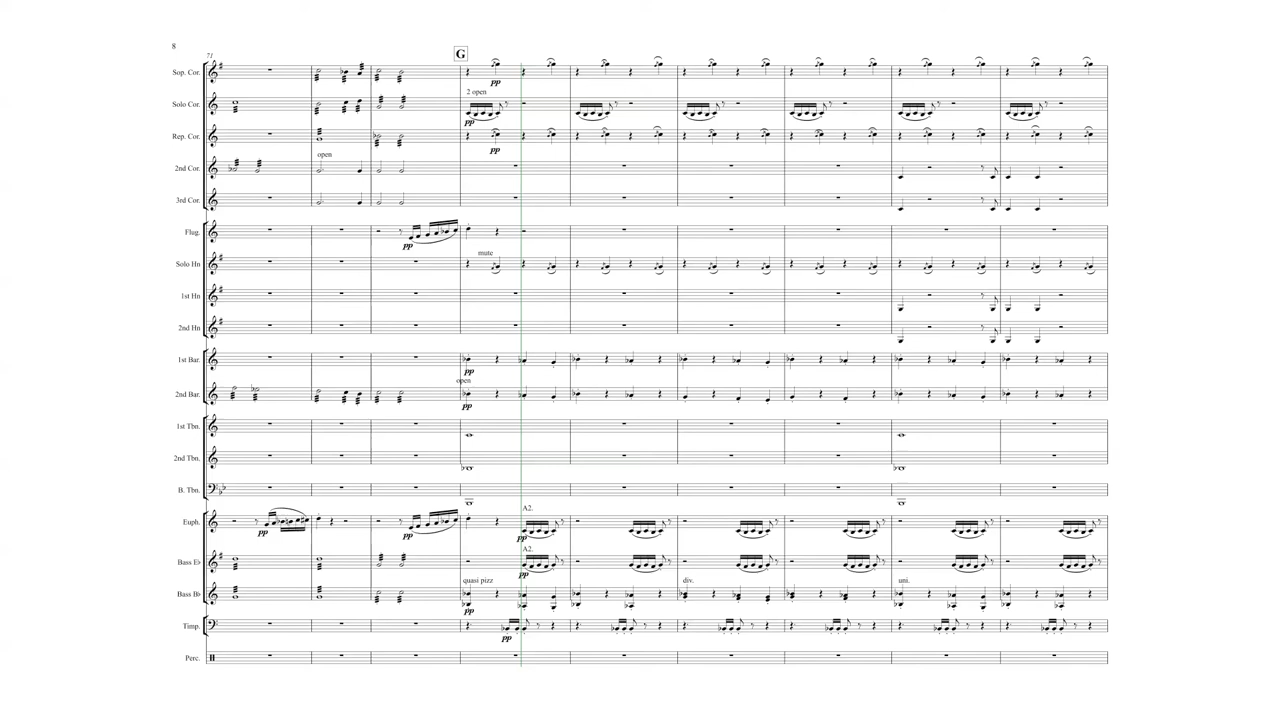 8
71
G
Sop. Cor.
pp
2 open
Solo Cor.
pp
Rep. Cor.
pp
open
2nd Cor.
3rd Cor.
Flug.
pp
mute
Solo Hn
1st Hn
2nd Hn
1st Bar.
pp
open
2nd Bar.
pp
1st Tbn.
2nd Tbn.
B. Tbn.
A2.
Euph.
pp pp pp
A2.
Bass E♭
pp
quasi pizz div. uni.
Bass B♭
pp
Timp.
pp
Perc.